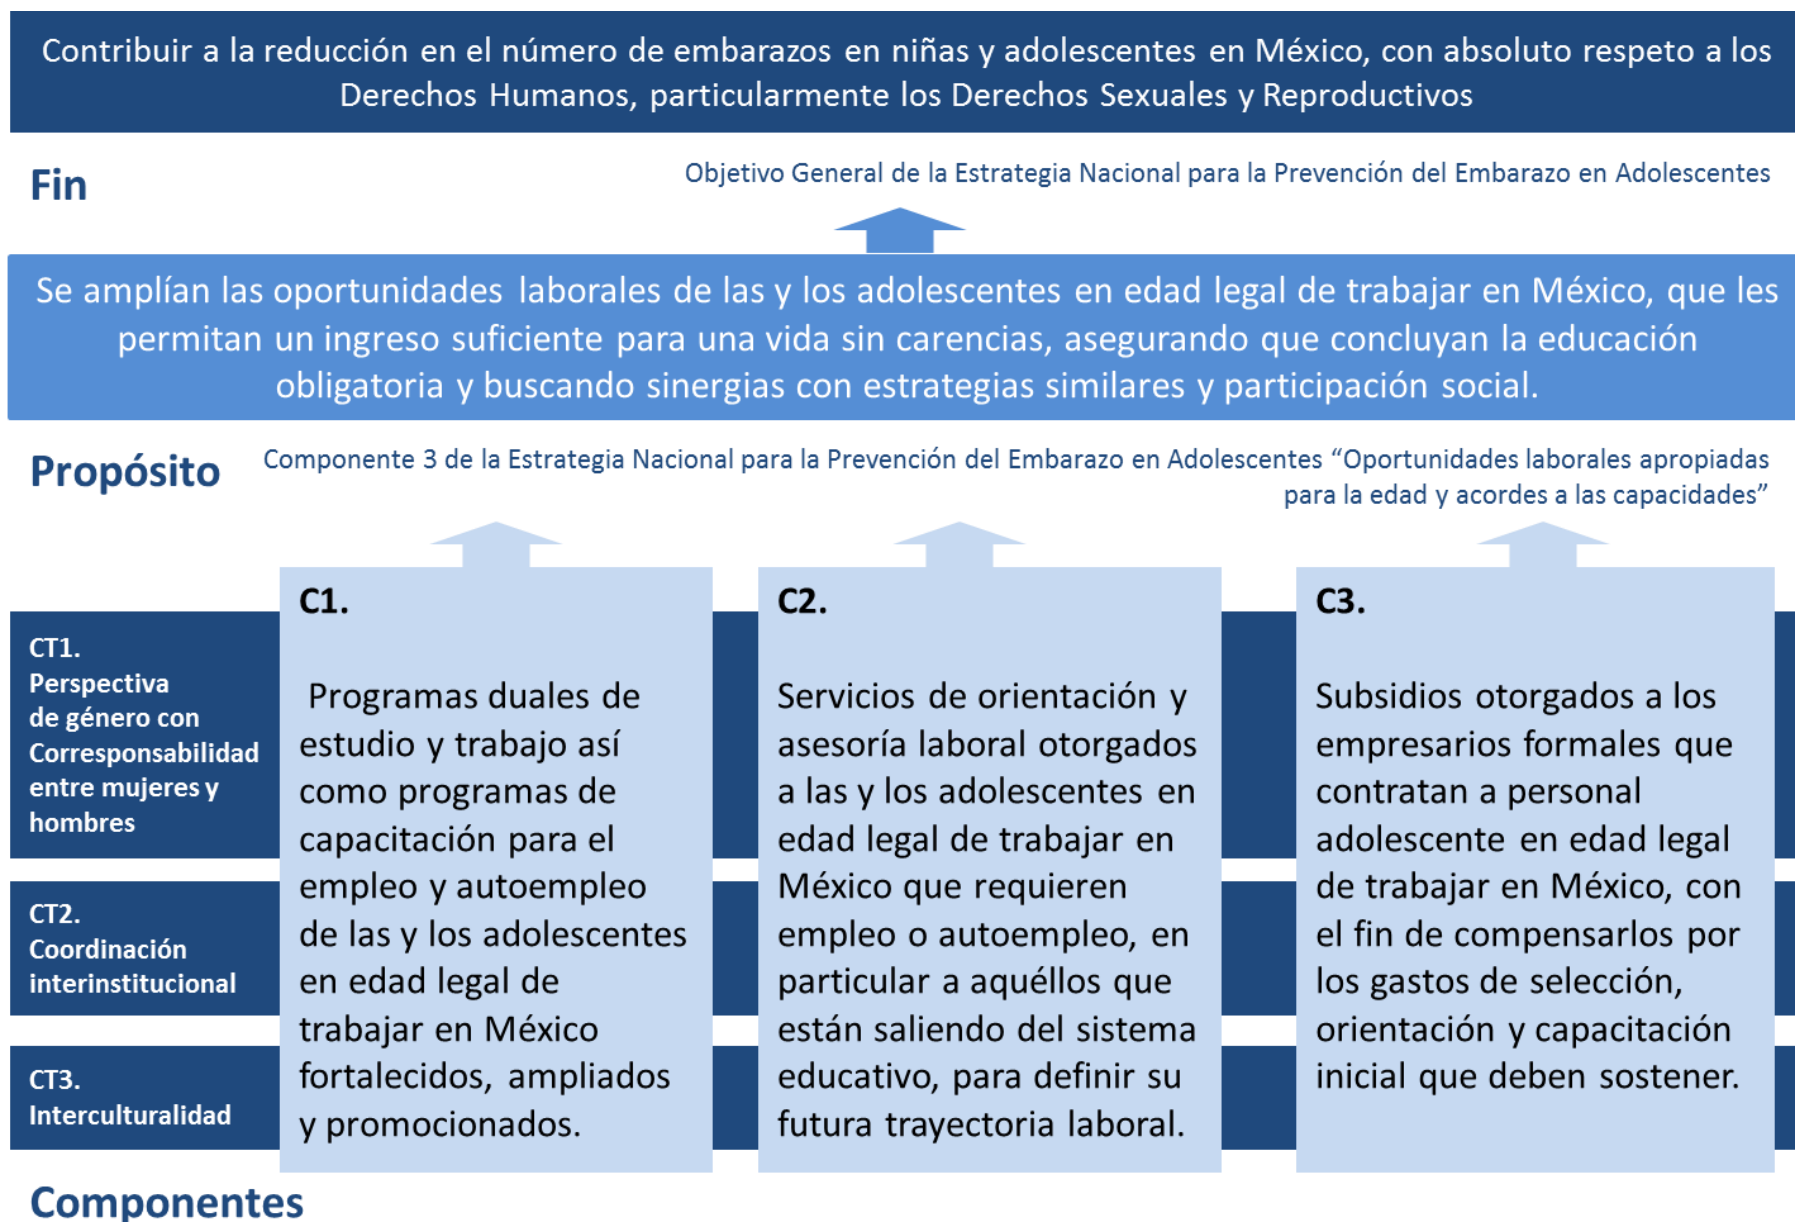 Contribuir a la reducción en el número de embarazos en niñas y adolescentes en México, con absoluto respeto a los
Derechos Humanos, particularmente los Derechos Sexuales y Reproductivos
Fin
Objetivo General de la Estrategia Nacional para la Prevención del Embarazo en Adolescentes
Se amplían las oportunidades laborales de las y los adolescentes en edad legal de trabajar en México, que les
permitan un ingreso suficiente para una vida sin carencias, asegurando que concluyan la educación
obligatoria y buscando sinergias con estrategias similares y participación social.
Propósito
Componente 3 de la Estrategia Nacional para la Prevención del Embarazo en Adolescentes “Oportunidades laborales apropiadas
para la edad y acordes a las capacidades”
CT1.
Perspectiva
de género con
Corresponsabilidad
entre mujeres y
hombres
CT2.
Coordinación
interinstitucional
CT3.
Interculturalidad
C1.
Programas duales de
estudio y trabajo así
como programas de
capacitación para el
empleo y autoempleo
de las y los adolescentes
en edad legal de
trabajar en México
fortalecidos, ampliados
y promocionados.
C2.
Servicios de orientación y
asesoría laboral otorgados
a las y los adolescentes en
edad legal de trabajar en
México que requieren
empleo o autoempleo, en
particular a aquéllos que
están saliendo del sistema
educativo, para definir su
futura trayectoria laboral.
C3.
Subsidios otorgados a los
empresarios formales que
contratan a personal
adolescente en edad legal
de trabajar en México, con
el fin de compensarlos por
los gastos de selección,
orientación y capacitación
inicial que deben sostener.
Componentes